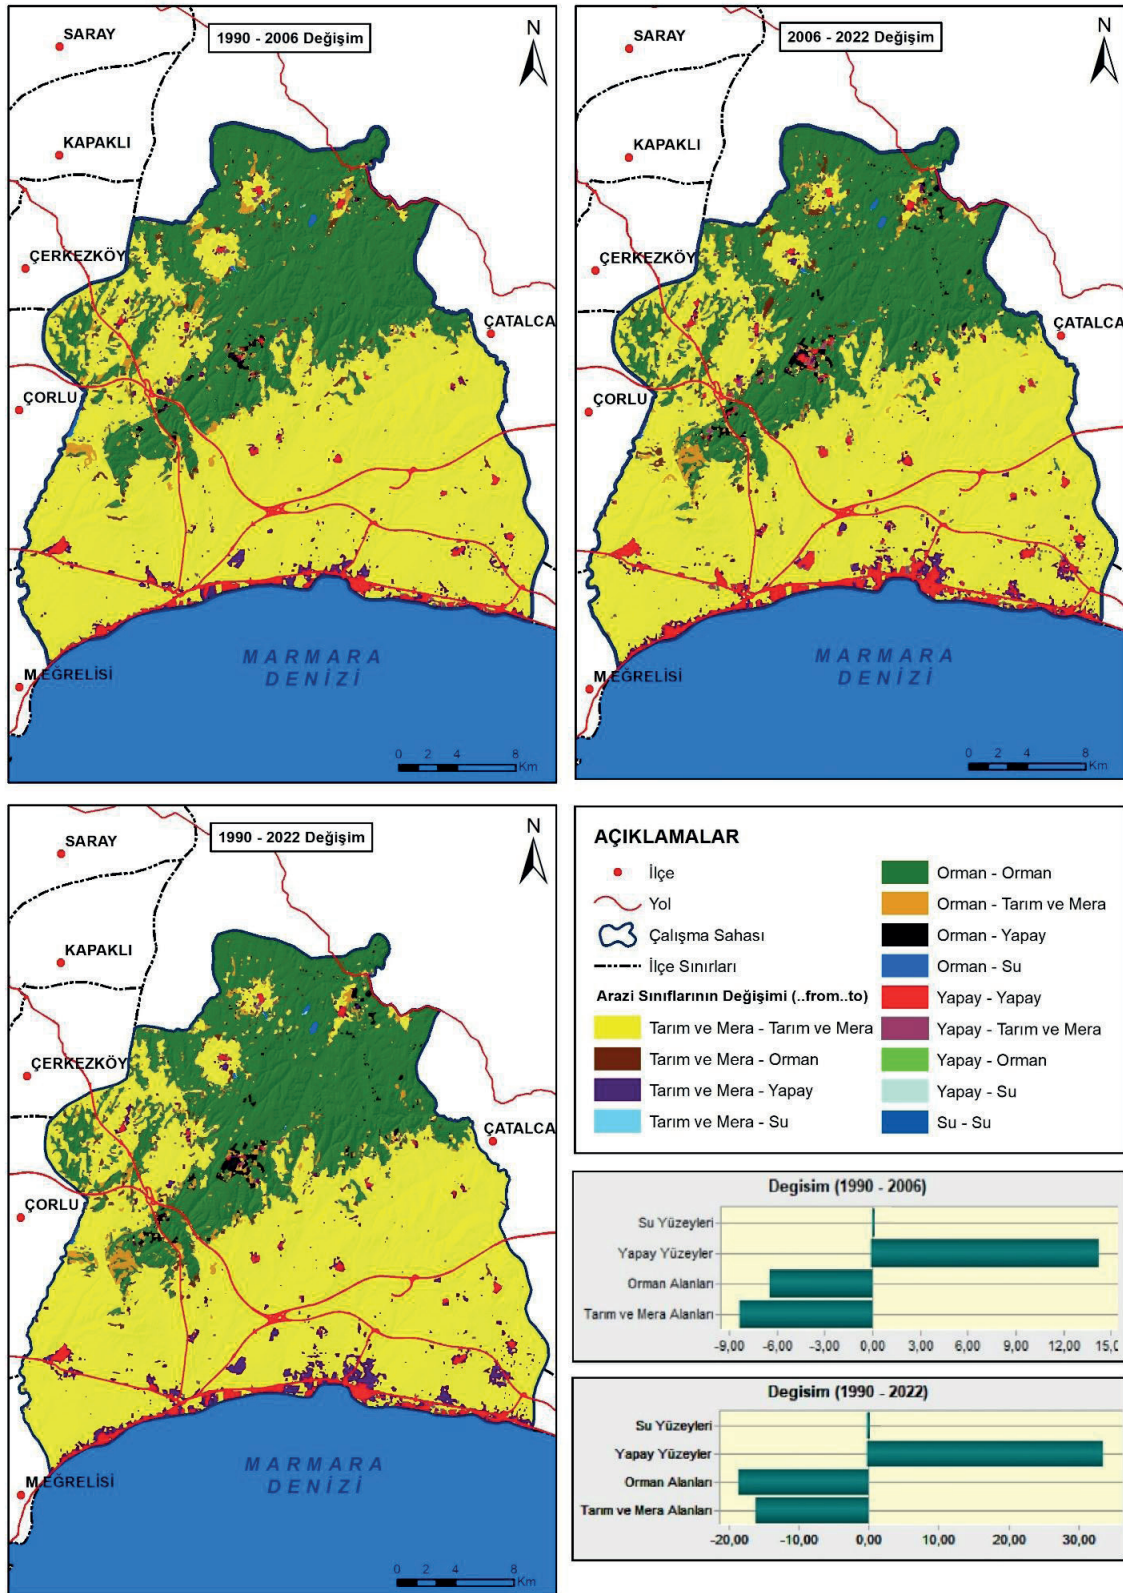 1990 - 2006 Değişim
N
SARAY
KAPAKLI
ÇERKEZKÖY
ÇATALCA
ÇORLU
MARMARA
DENİZİ
M.EĞRELİSİ
0 2 4 8
Km
2006 - 2022 Değişim
N
SARAY
KAPAKLI
ÇERKEZKÖY
ÇATALCA
ÇORLU
MARMARA
DENİZİ
M.EĞRELİSİ
0 2 4 8
Km
1990 - 2022 Değişim
N
SARAY
KAPAKLI
ÇERKEZKÖY
ÇATALCA
ÇORLU
MARMARA
DENİZİ
M.EĞRELİSİ
0 2 4 8
Km
AÇIKLAMALAR
İlçe
Yol
Çalışma Sahası
İlçe Sınırları
Arazi Sınıflarının Değişimi (..from..to)
Tarım ve Mera - Tarım ve Mera
Tarım ve Mera - Orman
Tarım ve Mera - Yapay
Tarım ve Mera - Su
Orman - Orman
Orman - Tarım ve Mera
Orman - Yapay
Orman - Su
Yapay - Yapay
Yapay - Tarım ve Mera
Yapay - Orman
Yapay - Su
Su - Su
Degisim (1990 - 2006)
Su Yüzeyleri
Yapay Yüzeyler
Orman Alanları
Tarım ve Mera Alanları
-9,00 -6,00 -3,00 0,00 3,00 6,00 9,00 12,00 15,
Degisim (1990 - 2022)
Su Yüzeyleri
Yapay Yüzeyler
Orman Alanları
Tarım ve Mera Alanları
-20,00 -10,00 0,00 10,00 20,00 30,00